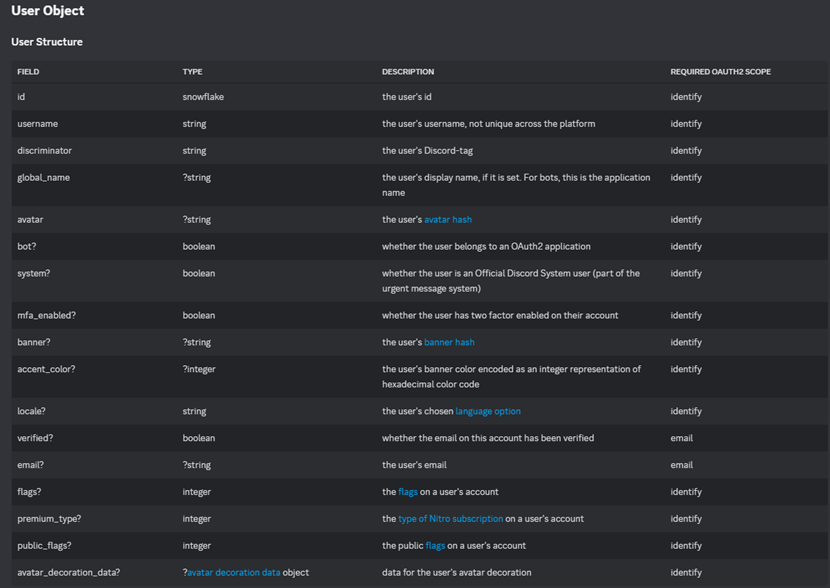 User Object
User Structure
FIELD TYPE DESCRIPTION REQUIRED OAUTH2 SCOPE
id snowflake the user's id identify
username string the user's username, not unique across the platform identify
discriminator string the user's Discord-tag identify
global_name ?string the user's display name, if it is set. For bots, this is the application identify
name
avatar ?string the user's avatar hash identify
bot? boolean whether the user belongs to an OAuth2 application identify
system? boolean whether the user is an Official Discord System user (part of the identify
urgent message system)
mfa_enabled? boolean whether the user has two factor enabled on their account identify
banner? ?string the user's banner hash identify
accent_color? ?integer the user's banner color encoded as an integer representation of identify
hexadecimal color code
locale? string the user's chosen language option identify
verified? boolean whether the email on this account has been verified email
email? ?string the user's email email
flags? integer the flags on a user's account identify
premium_type? integer the type of Nitro subscription on a user's account identify
public_flags? integer the public flags on a user's account identify
avatar_decoration_data? ?avatar decoration data object data for the user's avatar decoration identify